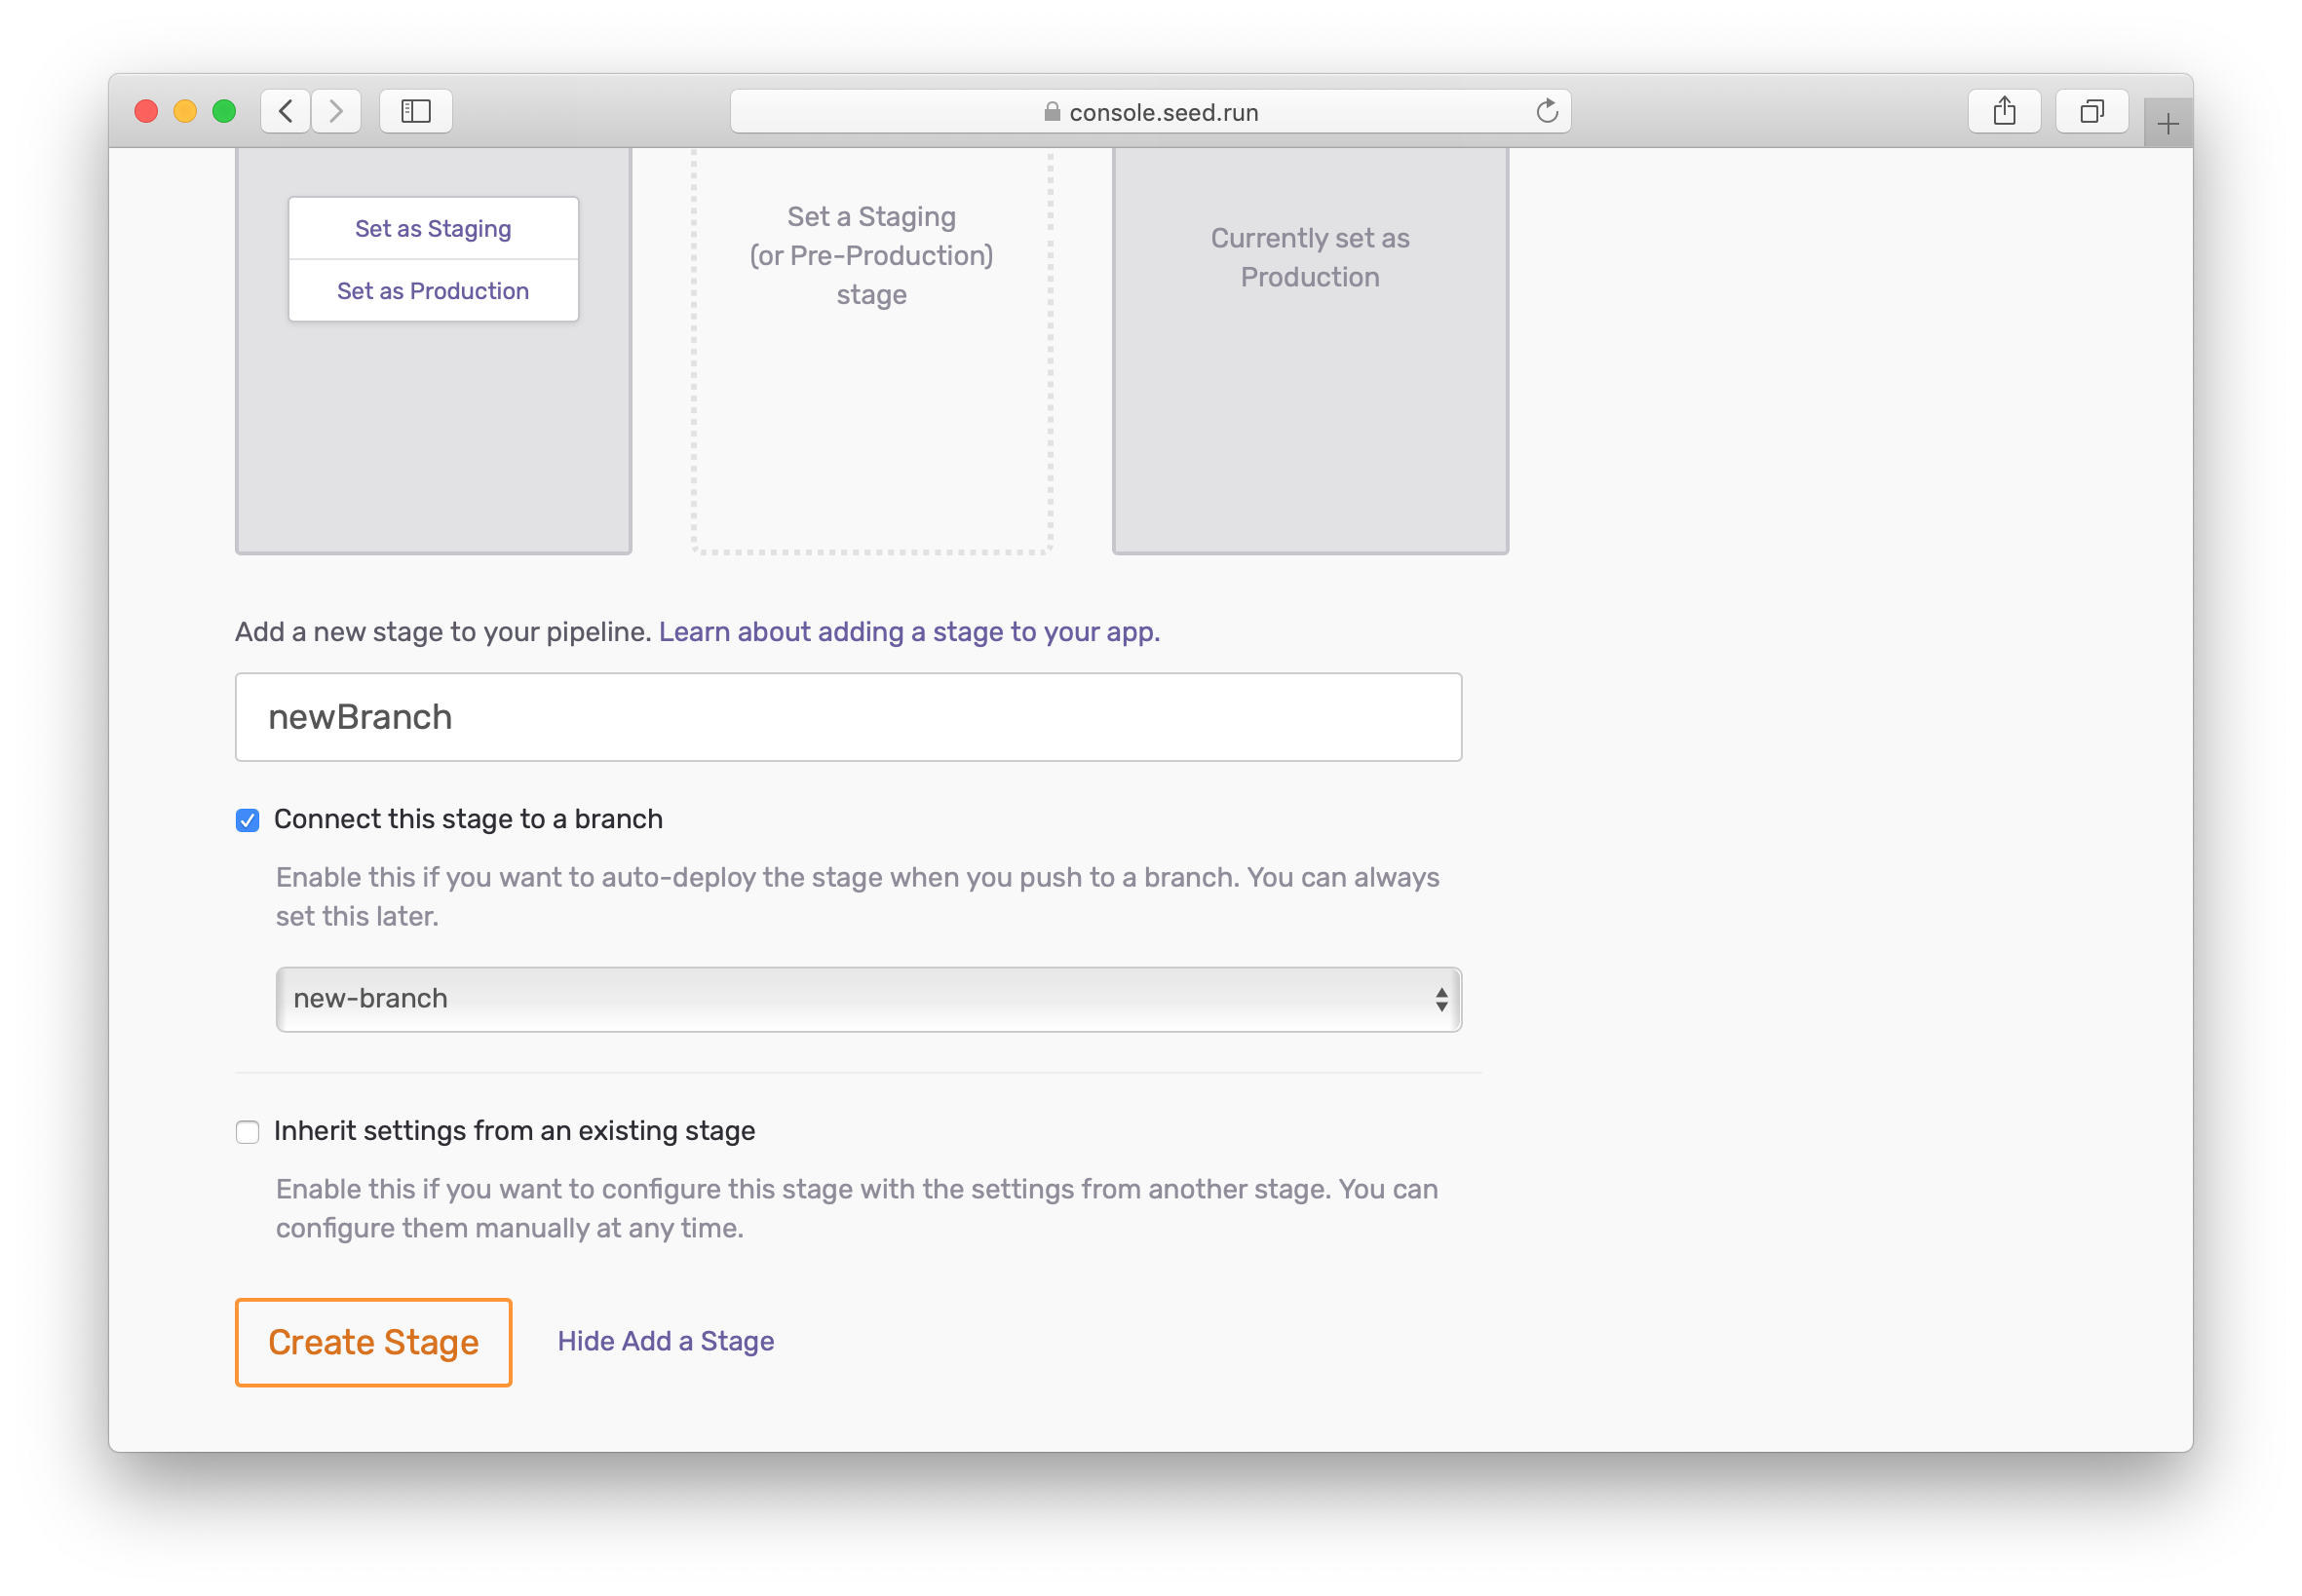 console.seed.run
Set as Staging
Set as Production
Set a Staging
(or Pre-Production)
stage
Currently set as
Production
Add a new stage to your pipeline. Learn about adding a stage to your app.
newBranch
Connect this stage to a branch
Enable this if you want to auto-deploy the stage when you push to a branch. You can always
set this later.
new-branch
Inherit settings from an existing stage
Enable this if you want to configure this stage with the settings from another stage. You can
configure them manually at any time.
Create Stage
Hide Add a Stage